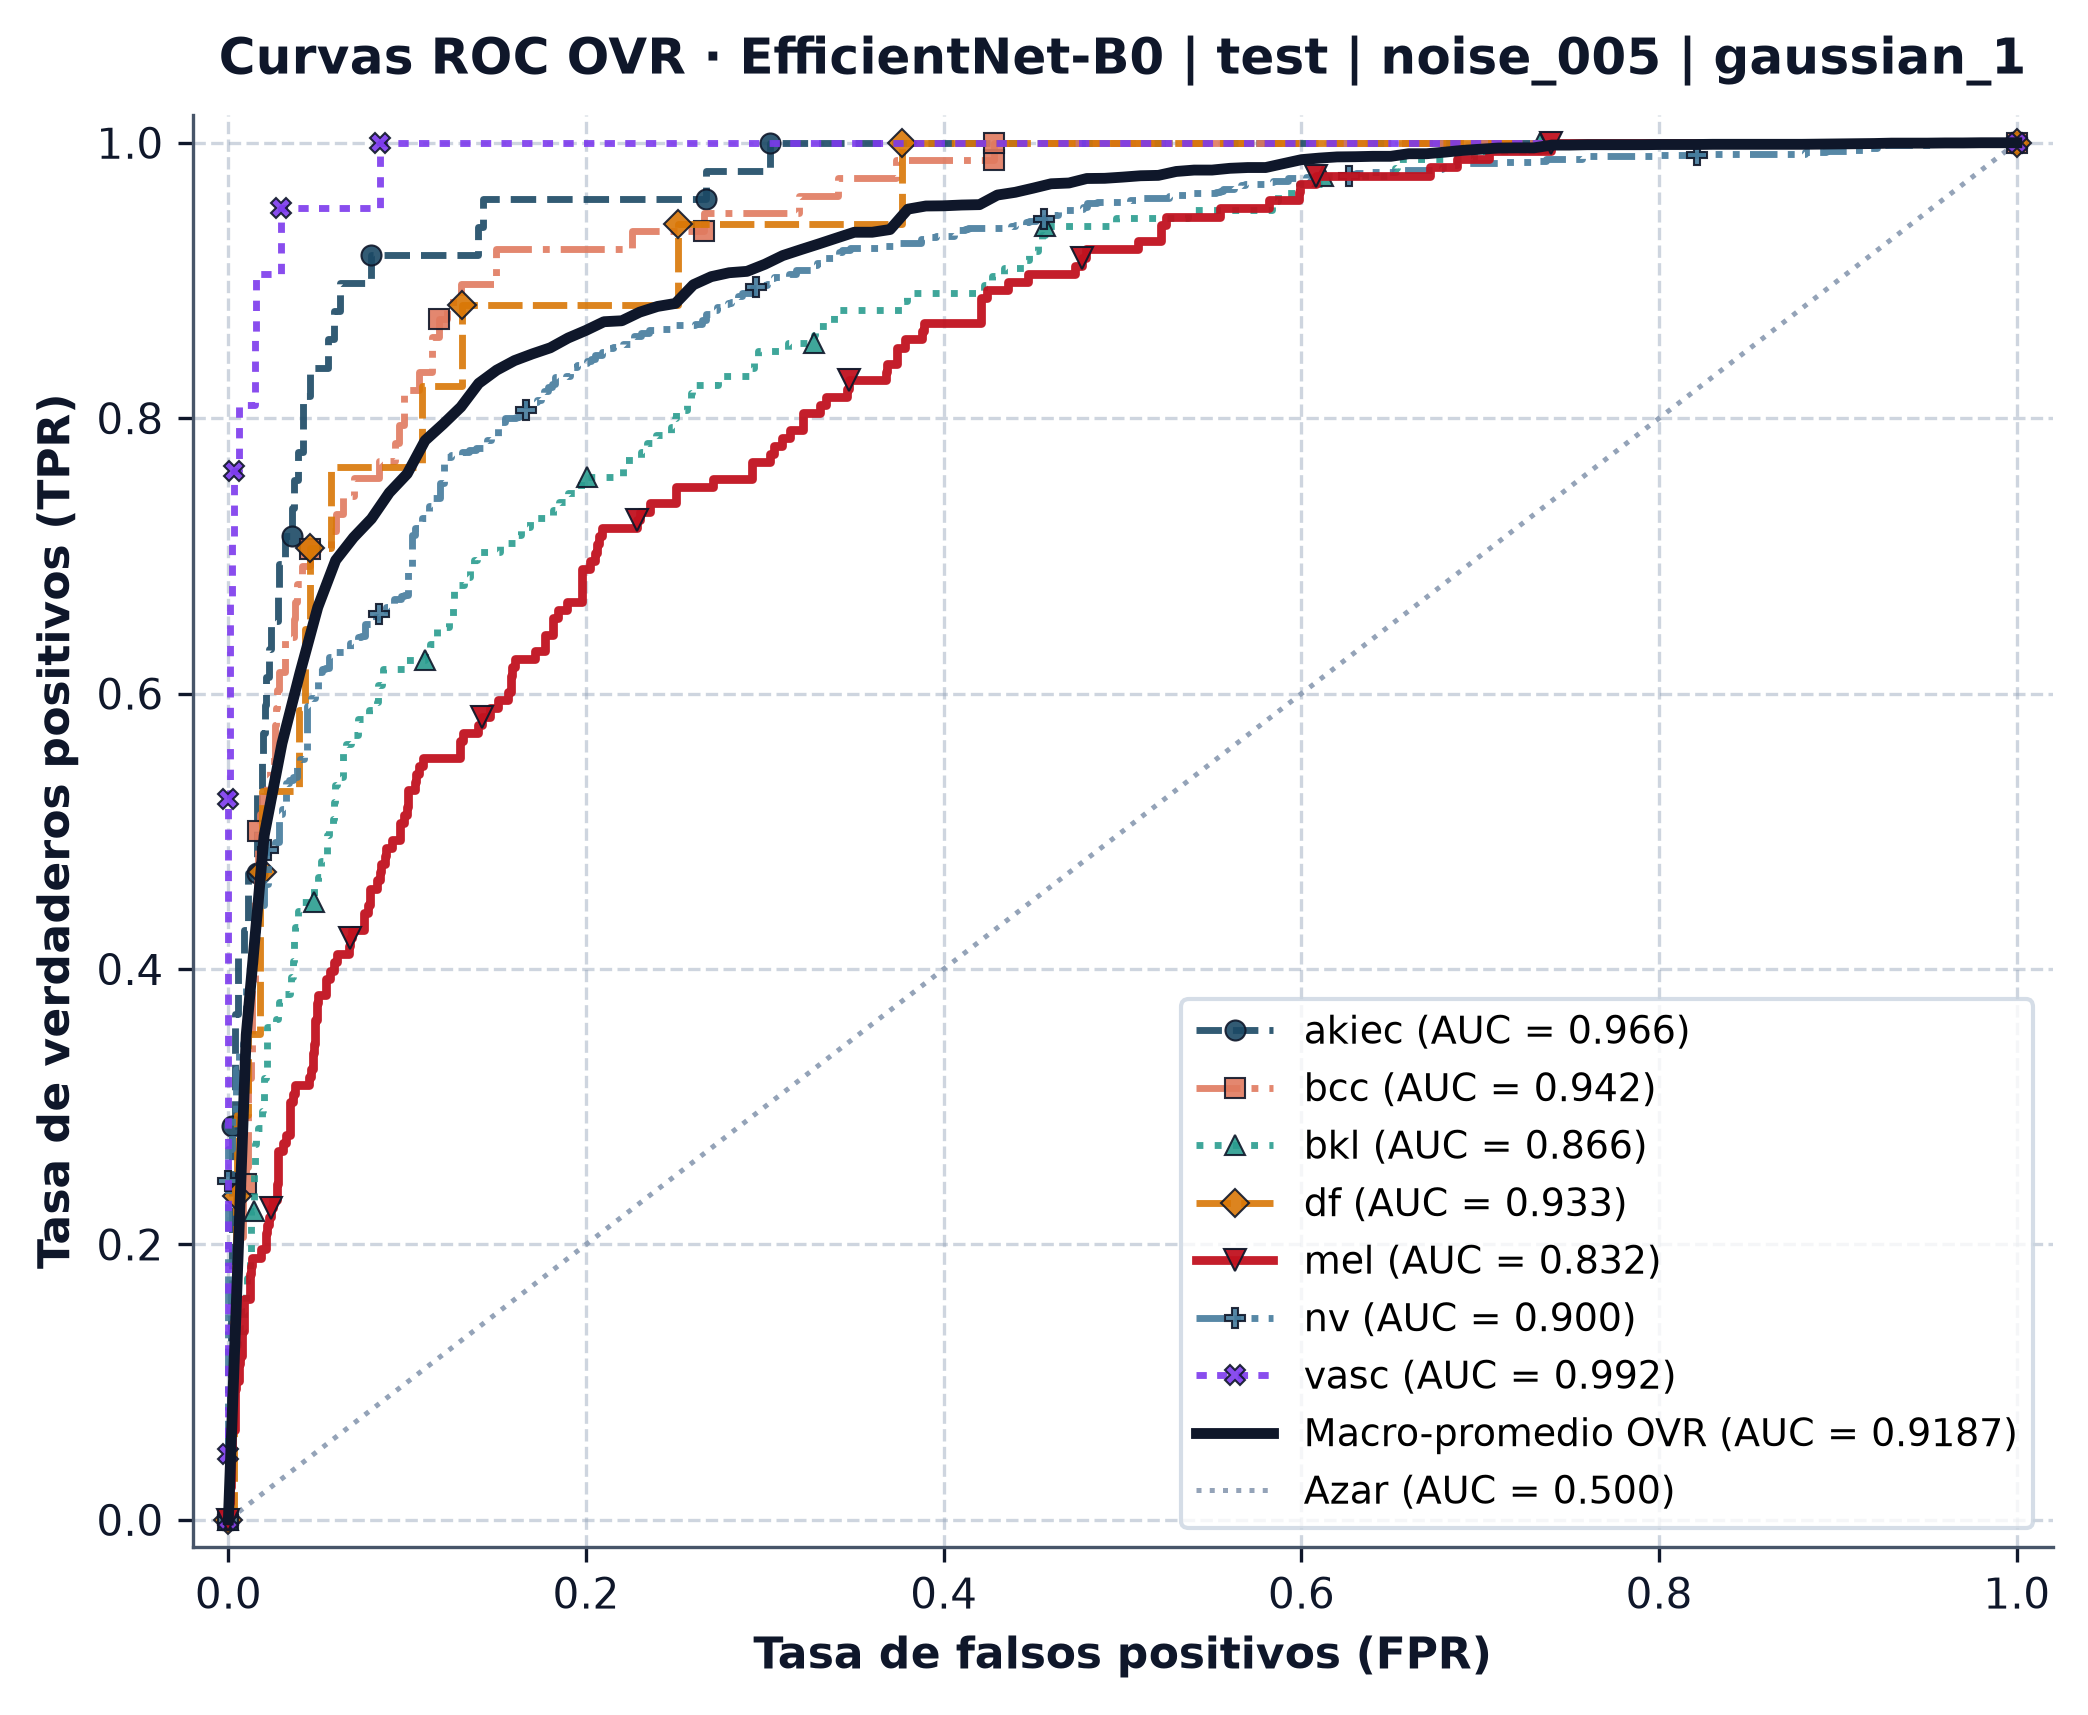 Curvas ROC OVR · EfficientNet-B0 | test | noise_005 | gaussian_1
Tasa de verdaderos positivos (TPR)
1.0
0.8
0.6
0.4
0.2
0.0
akiec (AUC = 0.966)
bcc (AUC = 0.942)
bkl (AUC = 0.866)
df (AUC = 0.933)
mel (AUC = 0.832)
nv (AUC = 0.900)
vasc (AUC = 0.992)
Macro-promedio OVR (AUC = 0.9187)
Azar (AUC = 0.500)
0.0 0.2 0.4 0.6 0.8 1.0
Tasa de falsos positivos (FPR)